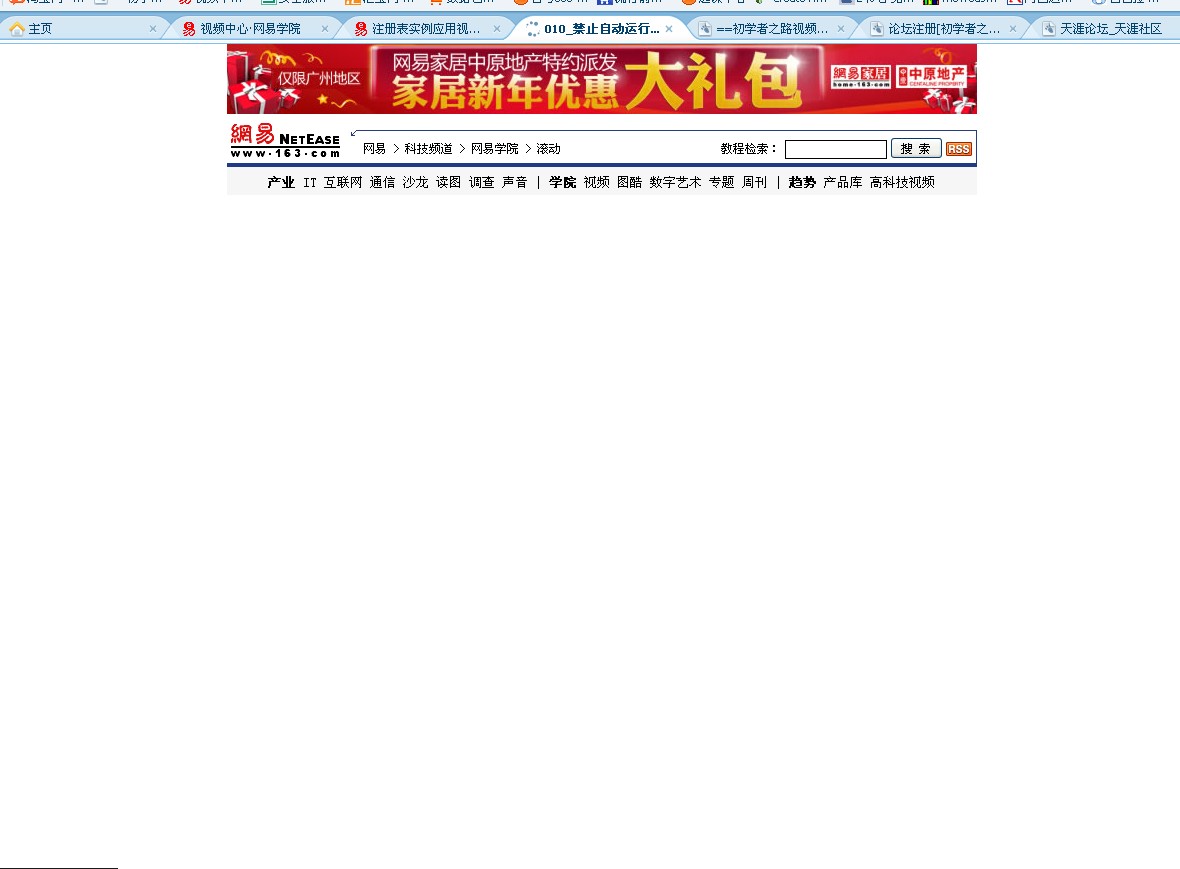 主页 视频中心·网易学院 注册表实例应用视... 010_禁止自动运行... ==初学者之路视频... 论坛注册[初学者之... 天涯论坛_天涯社区
仅限广州地区
网易家居中原地产特约派发
家居新年优惠大礼包
網易家居 home·163·com
中原地产 CENTALINE PROPERTY
網易 NETEASE
www.163.com
网易 > 科技频道 > 网易学院 > 滚动 教程检索： 搜 索 RSS
产业 IT 互联网 通信 沙龙 读图 调查 声音 | 学院 视频 图酷 数字艺术 专题 周刊 | 趋势 产品库 高科技视频